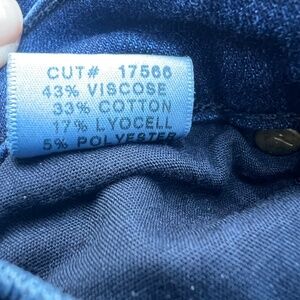 CUT# 17566
43% VISCOSE
33% COTTON
17% LYOCELL
5% POLYESTER